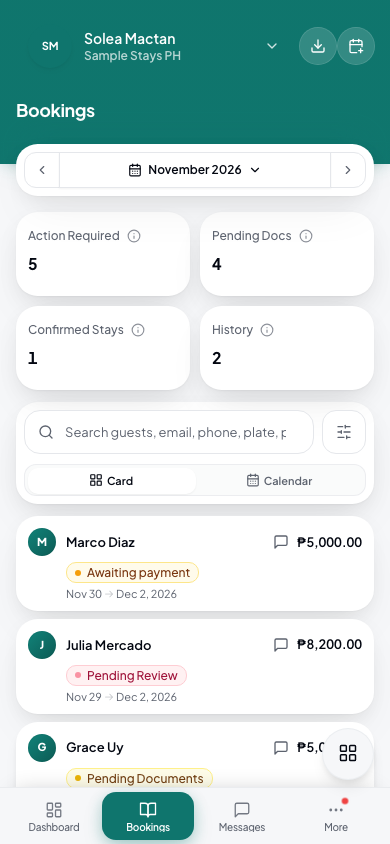 SM
Solea Mactan
Sample Stays PH
Bookings
November 2026
Action Required
5
Pending Docs
4
Confirmed Stays
1
History
2
Search guests, email, phone, plate, p
Card
Calendar
M
Marco Diaz
₱5,000.00
Awaiting payment
Nov 30 → Dec 2, 2026
J
Julia Mercado
₱8,200.00
Pending Review
Nov 29 → Dec 2, 2026
G
Grace Uy
₱5,0
Pending Documents
Dashboard
Bookings
Messages
More